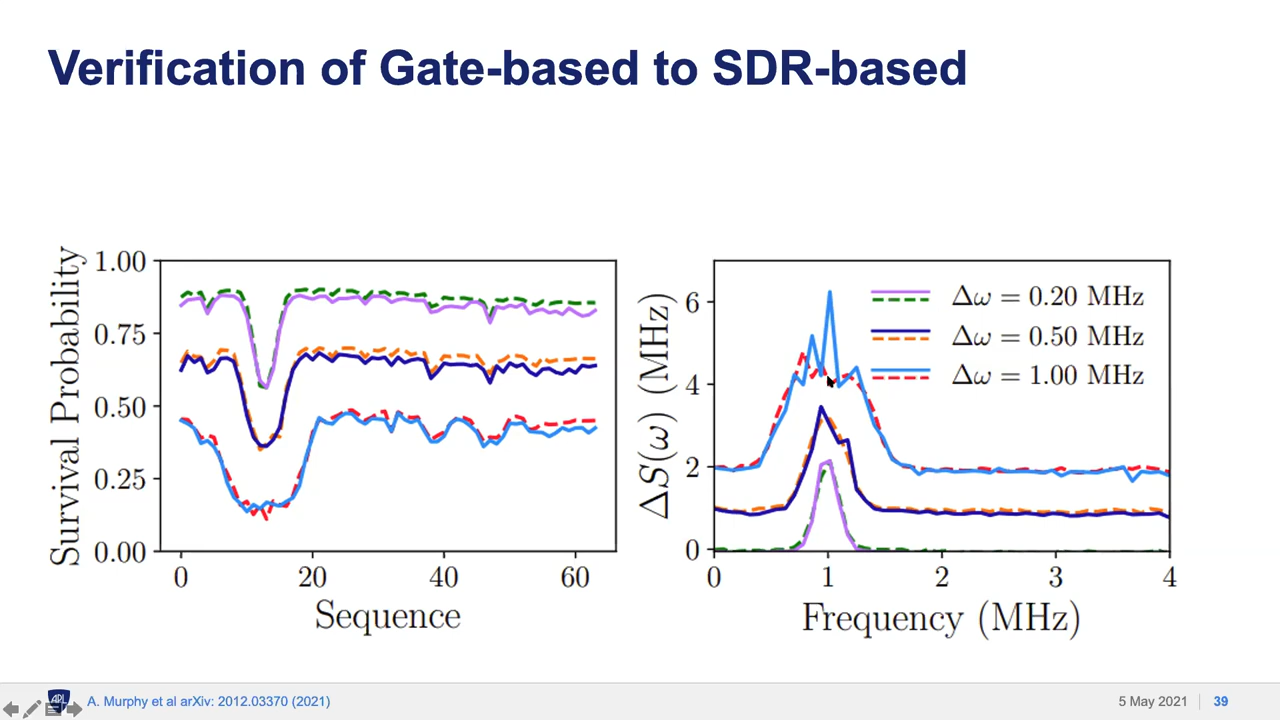 Verification of Gate-based to SDR-based
Survival Probability
1.00
0.75
0.50
0.25
0.00
0
20
40
60
Sequence
ΔS(ω) (MHz)
6
4
2
0
0
1
2
3
4
Frequency (MHz)
Δω = 0.20 MHz
Δω = 0.50 MHz
Δω = 1.00 MHz
APL
A. Murphy et al arXiv: 2012.03370 (2021)
5 May 2021
39